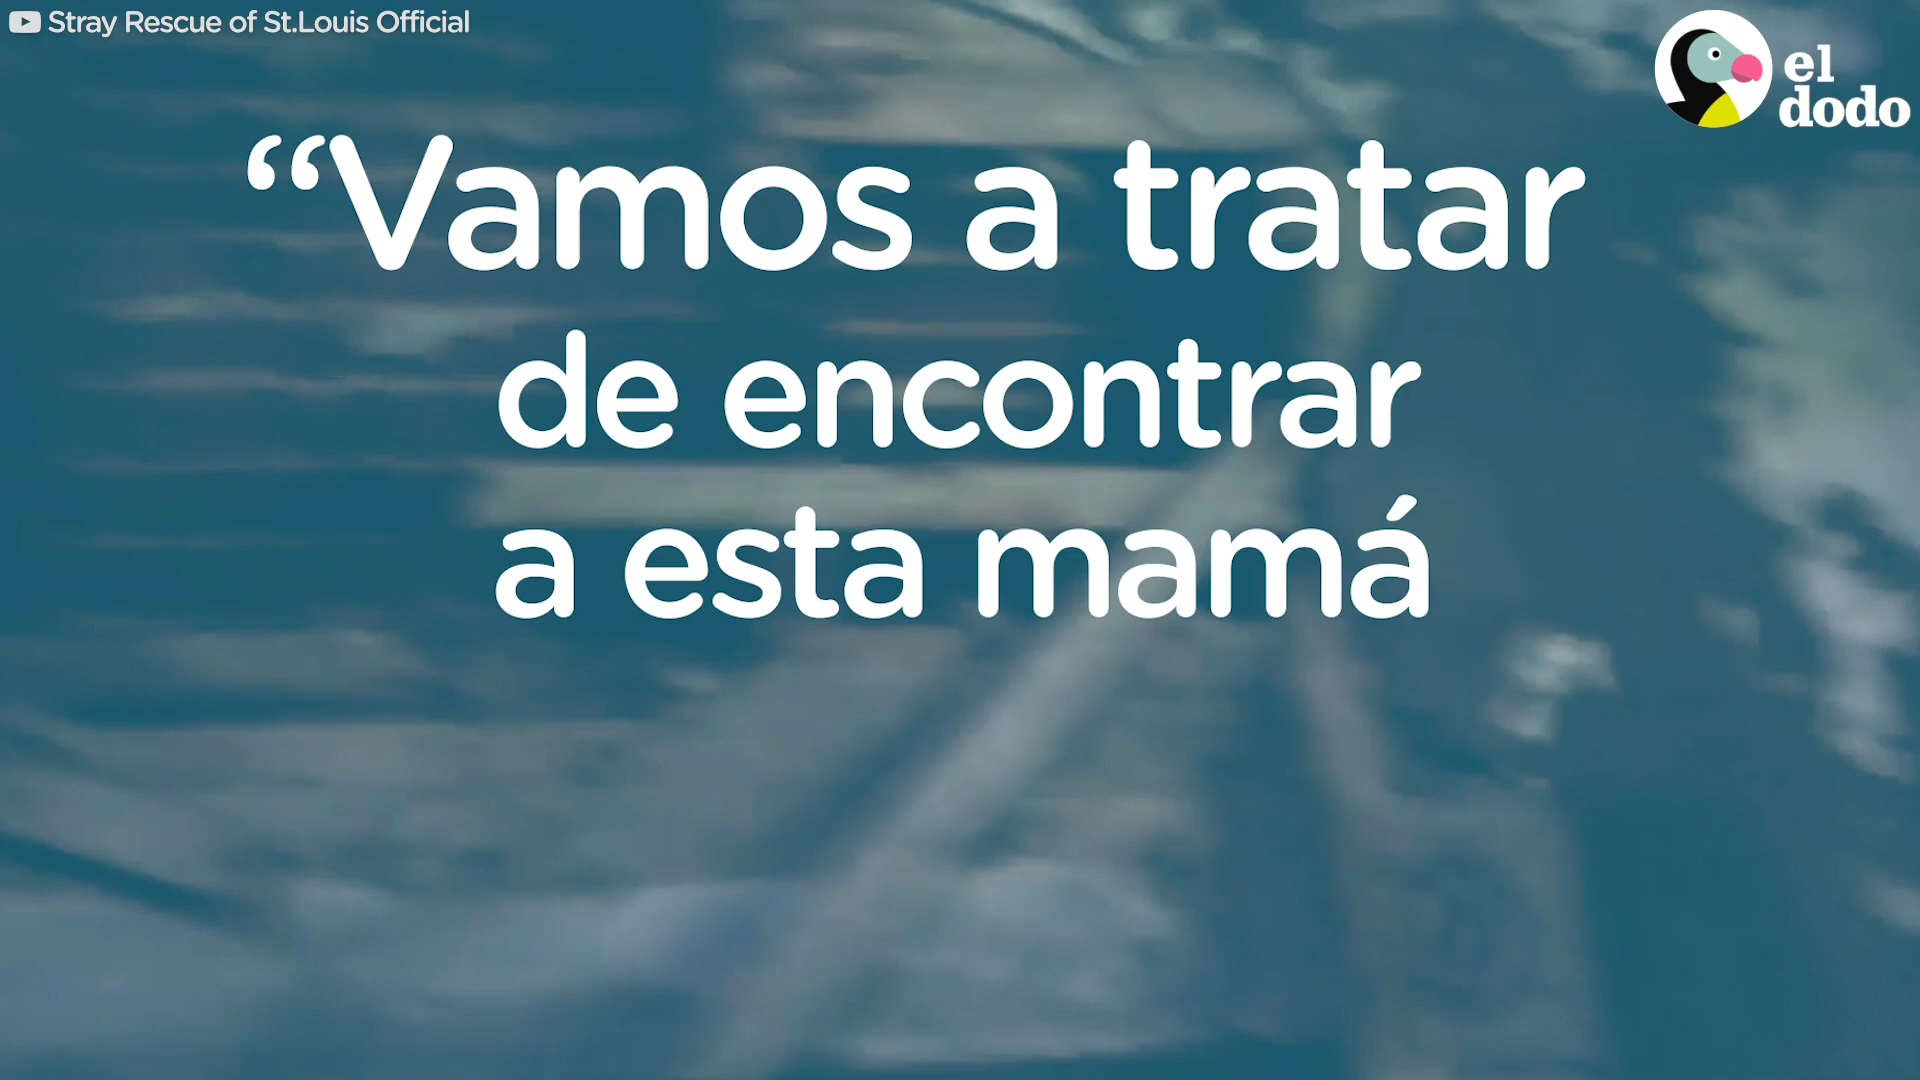 Stray Rescue of St.Louis Official
el
dodo
“Vamos a tratar
de encontrar
a esta mamá